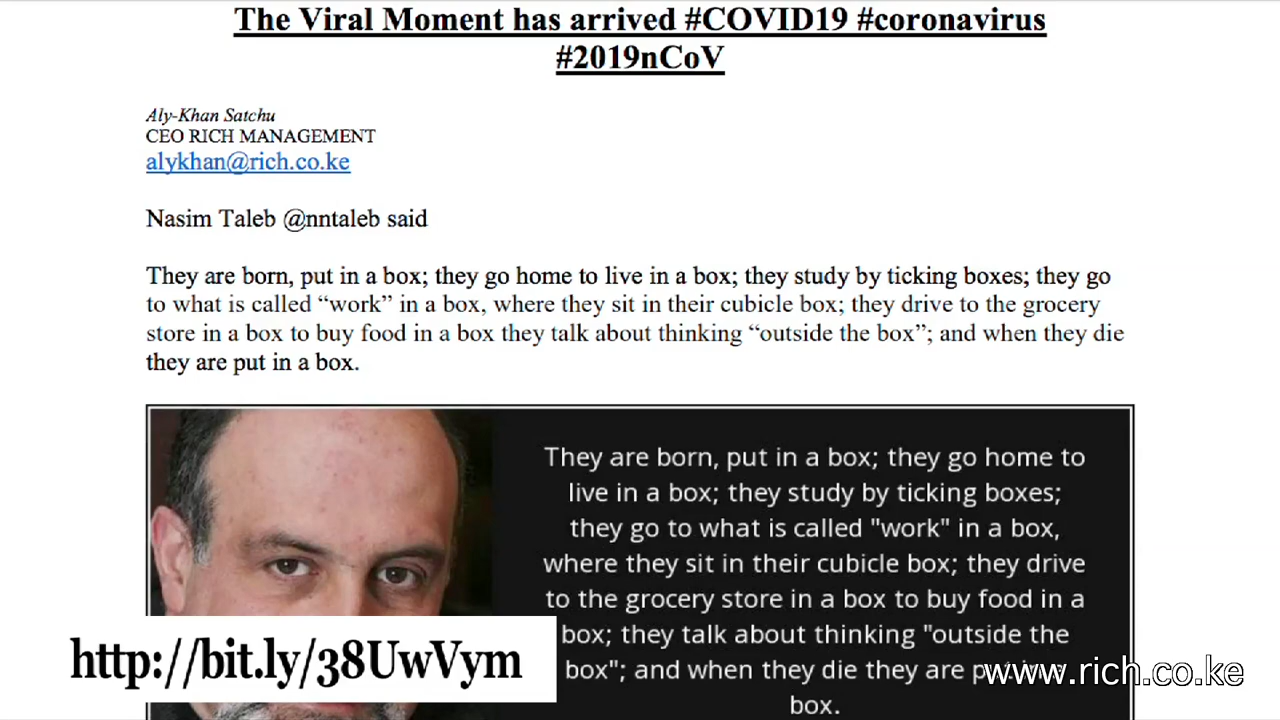 The Viral Moment has arrived #COVID19 #coronavirus
#2019nCoV
Aly-Khan Satchu
CEO RICH MANAGEMENT
alykhan@rich.co.ke
Nasim Taleb @nntaleb said
They are born, put in a box; they go home to live in a box; they study by ticking boxes; they go
to what is called “work” in a box, where they sit in their cubicle box; they drive to the grocery
store in a box to buy food in a box they talk about thinking “outside the box”; and when they die
they are put in a box.
They are born, put in a box; they go home to
live in a box; they study by ticking boxes;
they go to what is called "work" in a box,
where they sit in their cubicle box; they drive
to the grocery store in a box to buy food in a
box; they talk about thinking "outside the
box"; and when they die they are put in a
box.
http://bit.ly/38UwVym
www.rich.co.ke